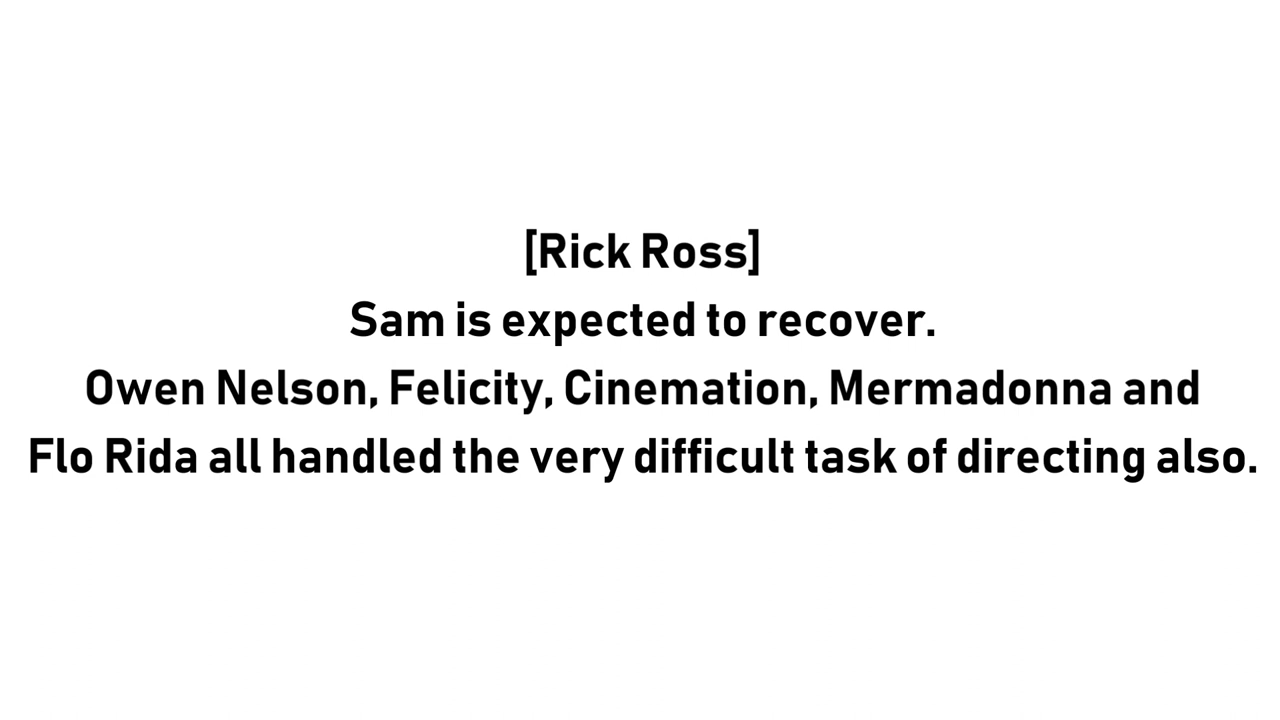 [Rick Ross]
Sam is expected to recover.
Owen Nelson, Felicity, Cinemation, Mermadonna and
Flo Rida all handled the very difficult task of directing also.